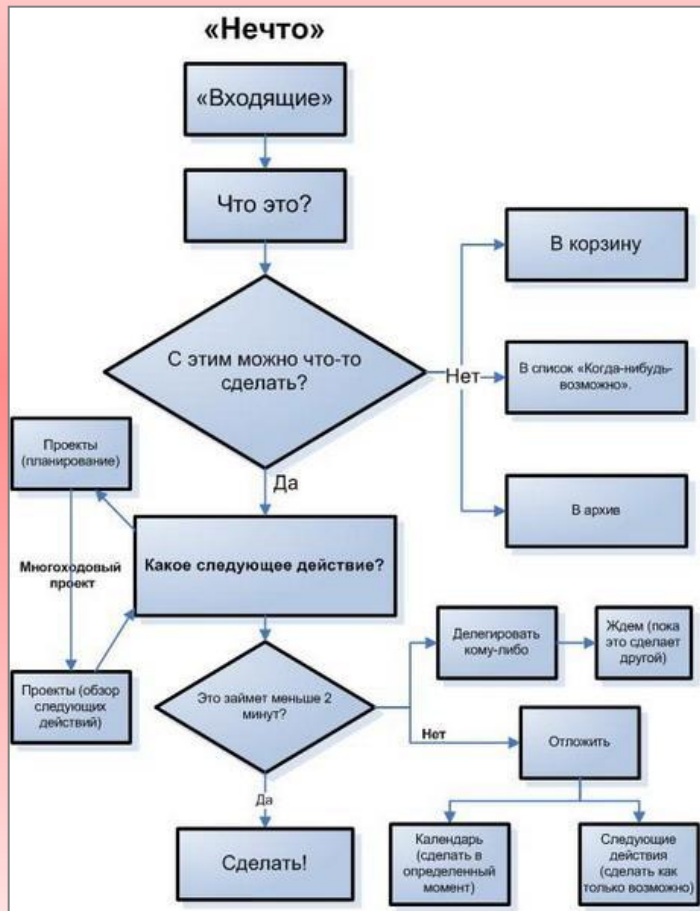 «Нечто»
«Входящие»
Что это?
С этим можно что-то
сделать?
Нет
В корзину
В список «Когда-нибудь-
возможно».
В архив
Да
Проекты
(планирование)
Многоходовый
проект
Проекты (обзор
следующих
действий)
Какое следующее действие?
Это займет меньше 2
минут?
Нет
Делегировать
кому-либо
Ждем (пока
это сделает
другой)
Отложить
Календарь
(сделать в
определенный
момент)
Следующие
действия
(сделать как
только возможно)
Да
Сделать!